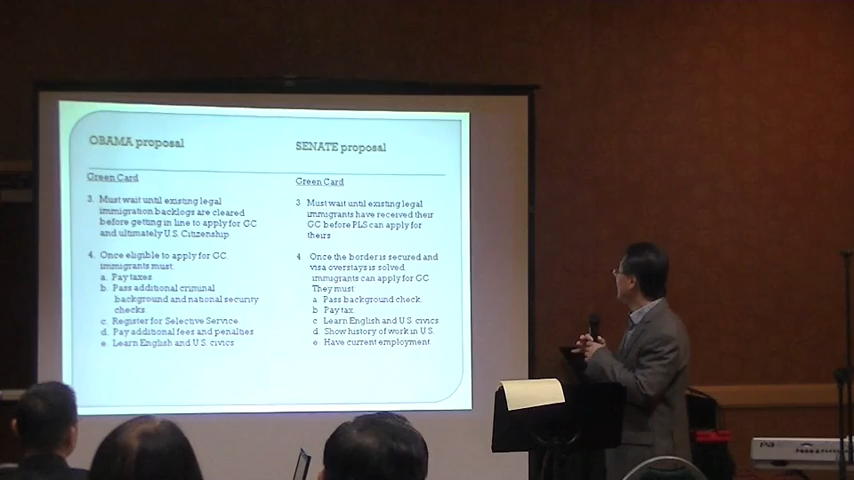 OBAMA proposal
Green Card
3. Must wait until existing legal
immigration backlogs are cleared
before getting in line to apply for GC
and ultimately U.S. Citizenship
4. Once eligible to apply for GC
immigrants must:
a. Pay taxes
b. Pass additional criminal
background and national security
checks
c. Register for Selective Service
d. Pay additional fees and penalties
e. Learn English and U.S. civics
SENATE proposal
Green Card
3 Must wait until existing legal
immigrants have received their
GC before PLS can apply for
theirs
4 Once the border is secured and
visa overstays is solved,
immigrants can apply for GC
They must
a Pass background check.
b Pay tax
c Learn English and U.S. civics
d. Show history of work in U.S.
e Have current employment